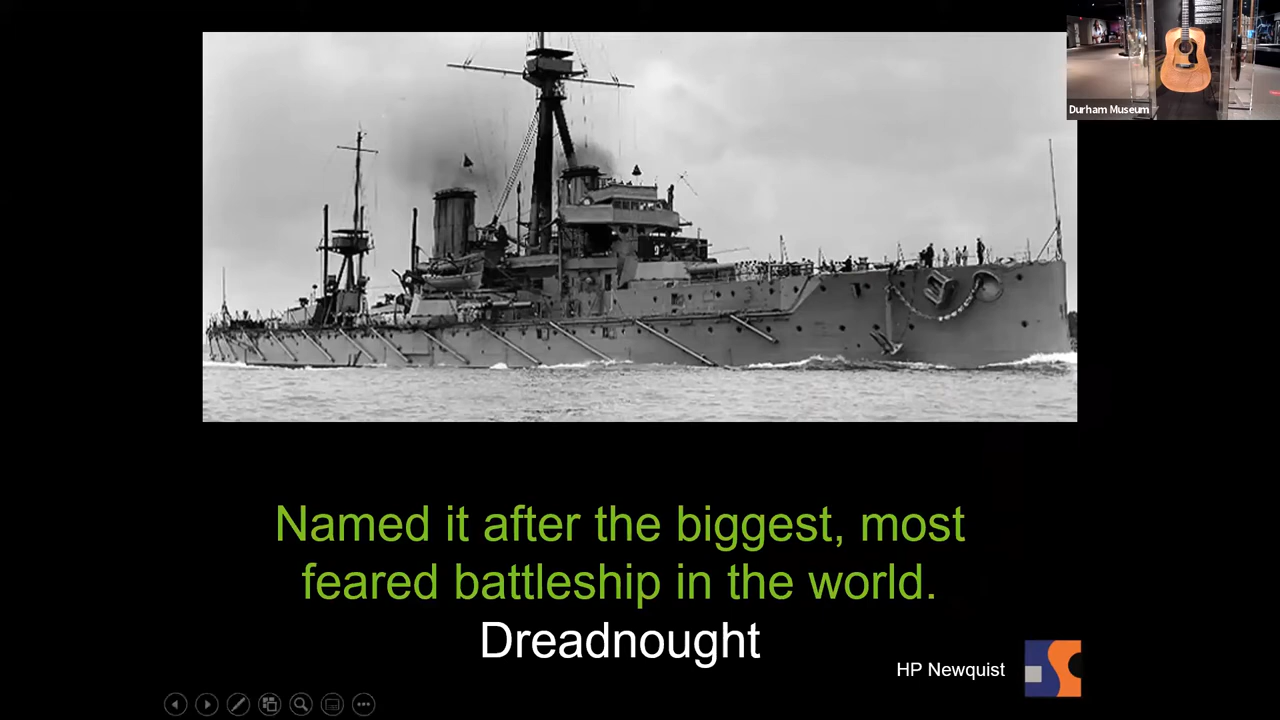 Durham Museum
Named it after the biggest, most
feared battleship in the world.
Dreadnought
HP Newquist